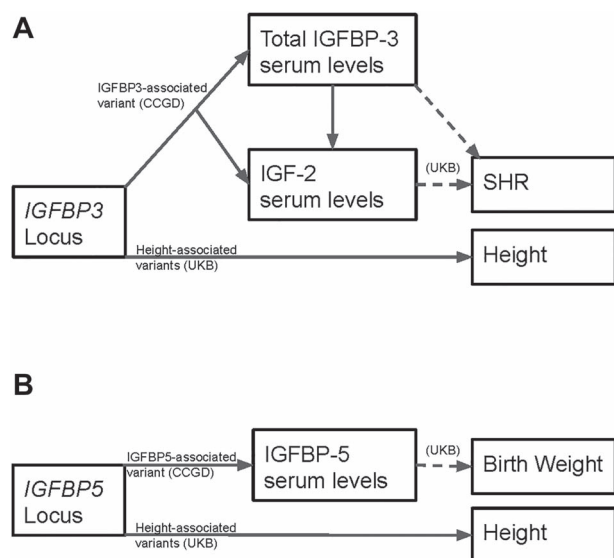 A
Total IGFBP-3
serum levels
IGFBP3-associated
variant (CCGD)
IGF-2
serum levels
(UKB)
SHR
IGFBP3
Locus
Height-associated
variants (UKB)
Height
B
IGFBP5-associated
variant (CCGD)
IGFBP-5
serum levels
(UKB)
Birth Weight
IGFBP5
Locus
Height-associated
variants (UKB)
Height